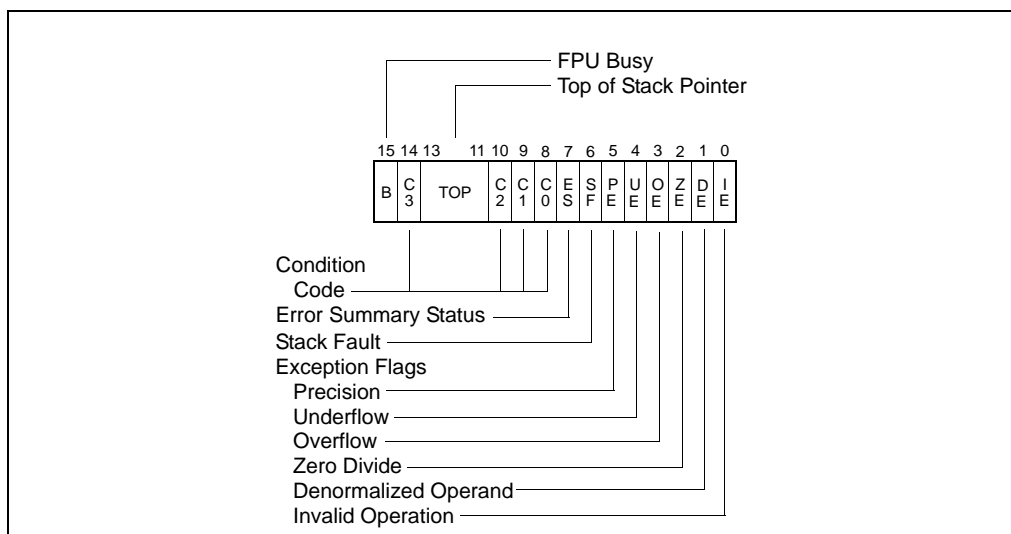 FPU Busy
Top of Stack Pointer
15 14 13 11 10 9 8 7 6 5 4 3 2 1 0
B C3 TOP C2 C1 C0 ES SF PE UE OE ZE DE IE
Condition
Code
Error Summary Status
Stack Fault
Exception Flags
Precision
Underflow
Overflow
Zero Divide
Denormalized Operand
Invalid Operation